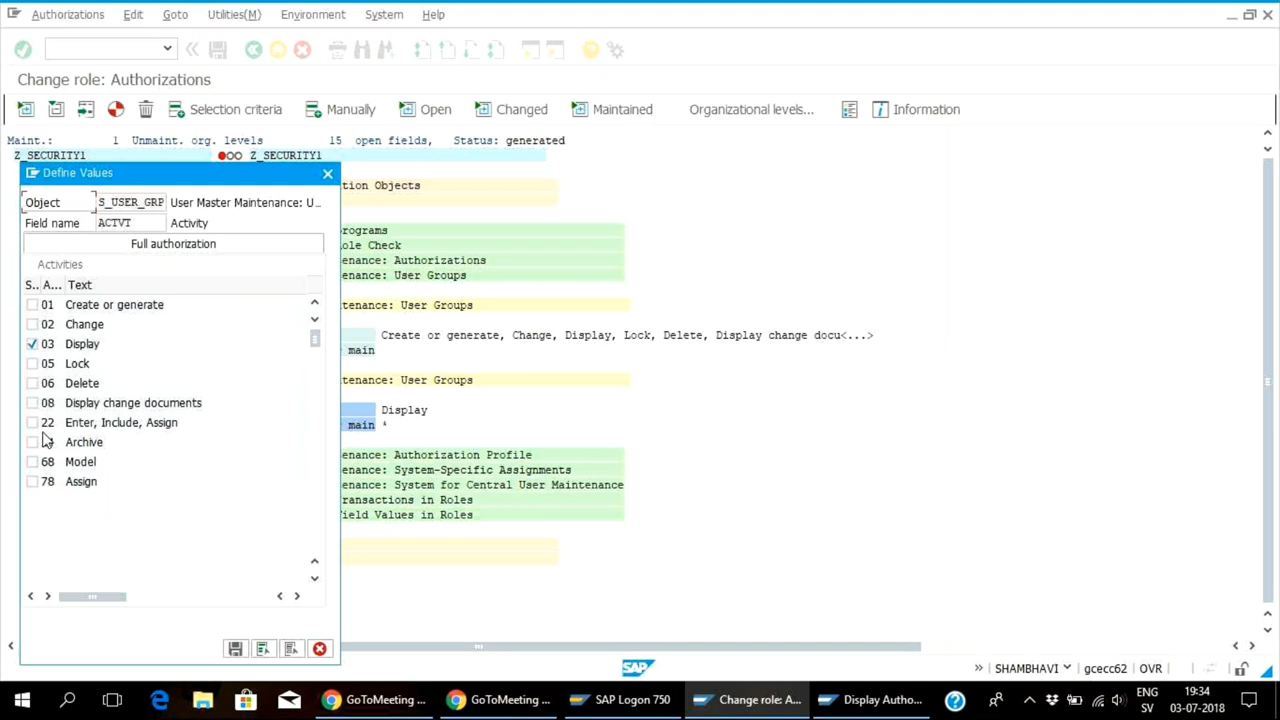 Authorizations Edit Goto Utilities(M) Environment System Help
Change role: Authorizations
Selection criteria Manually Open Changed Maintained Organizational levels... Information
Maint.: 1 Unmaint. org. levels 15 open fields, Status: generated
Z_SECURITY1 Z_SECURITY1
Define Values
Object S_USER_GRP User Master Maintenance: U...
Field name ACTVT Activity
Full authorization
Activities
S.. A... Text
01 Create or generate
02 Change
03 Display
05 Lock
06 Delete
08 Display change documents
22 Enter, Include, Assign
Archive
68 Model
78 Assign
tion Objects
rograms
ole Check
enance: Authorizations
enance: User Groups
tenance: User Groups
Create or generate, Change, Display, Lock, Delete, Display change docu<...>
main
tenance: User Groups
Display
main *
enance: Authorization Profile
enance: System-Specific Assignments
enance: System for Central User Maintenance
ransactions in Roles
ield Values in Roles
SAP
» SHAMBHAVI gcecc62 OVR
GoToMeeting ... GoToMeeting ... SAP Logon 750 Change role: A... Display Autho...
ENG 19:34
SV 03-07-2018